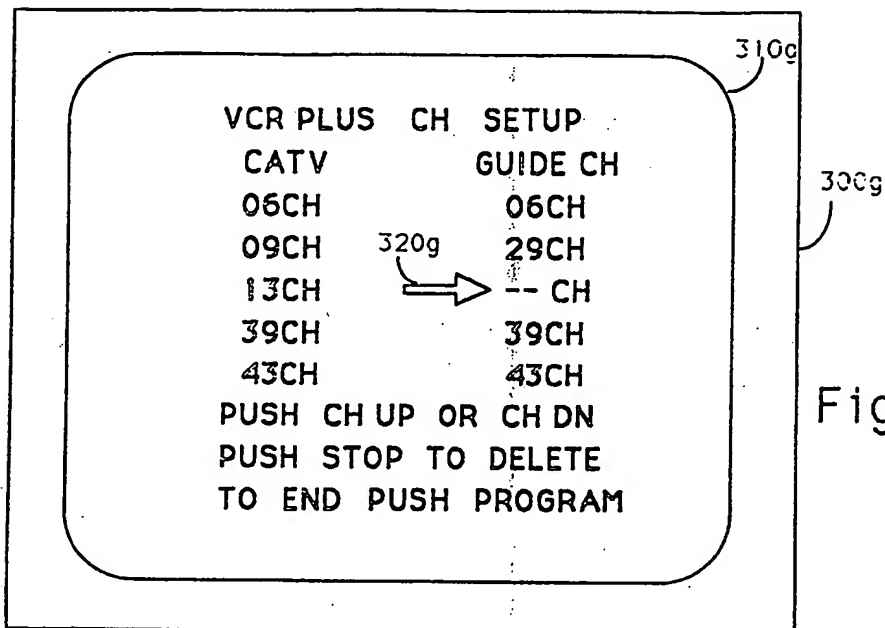 310g
VCR PLUS CH SETUP
CATV GUIDE CH
300g
06CH 06CH
09CH 320g 29CH
13CH -- CH
39CH 39CH
43CH 43CH
PUSH CH UP OR CH DN
Fig
PUSH STOP TO DELETE
TO END PUSH PROGRAM